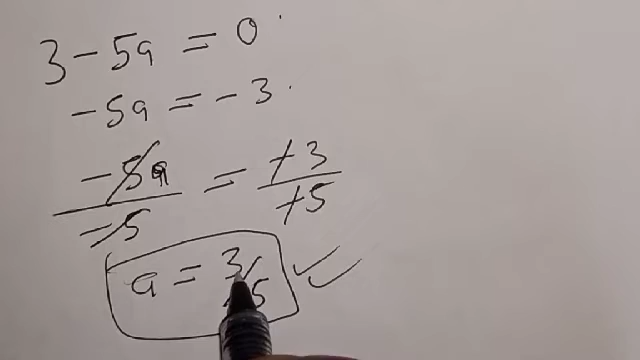 3 - 5a = 0
-5a = -3
-5a/-5 = -3/-5
a = 3/5